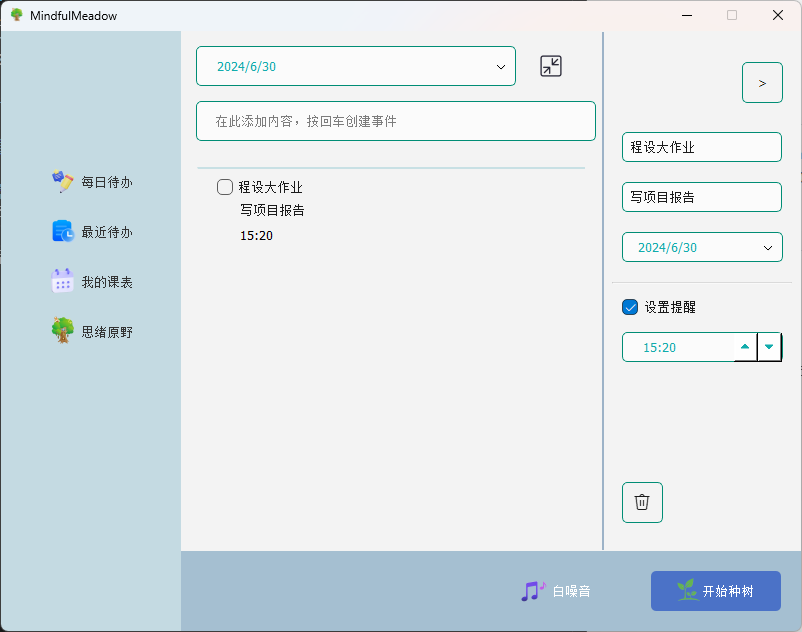 MindfulMeadow
每日待办
最近待办
我的课表
思绪原野
2024/6/30
在此添加内容，按回车创建事件
程设大作业
写项目报告
15:20
>
程设大作业
写项目报告
2024/6/30
设置提醒
15:20
白噪音
开始种树